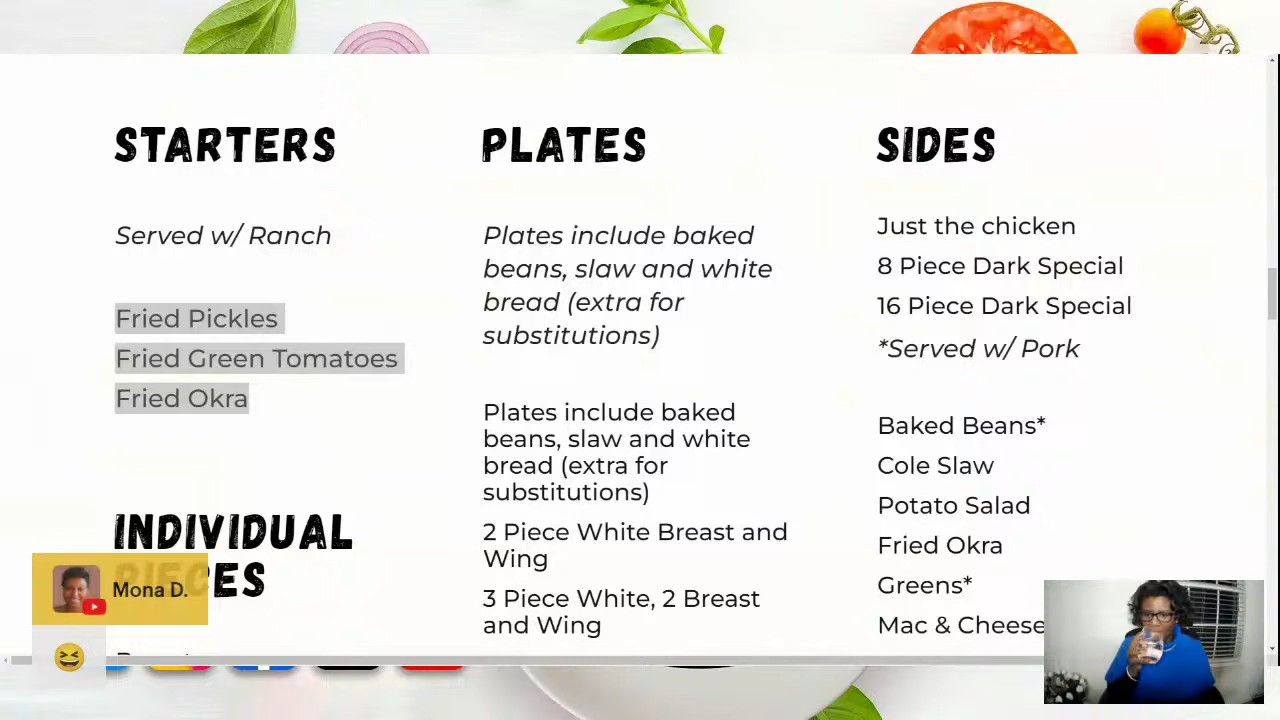 STARTERS
Served w/ Ranch
Fried Pickles
Fried Green Tomatoes
Fried Okra
INDIVIDUAL
PIECES
PLATES
Plates include baked
beans, slaw and white
bread (extra for
substitutions)
Plates include baked
beans, slaw and white
bread (extra for
substitutions)
2 Piece White Breast and
Wing
3 Piece White, 2 Breast
and Wing
SIDES
Just the chicken
8 Piece Dark Special
16 Piece Dark Special
*Served w/ Pork
Baked Beans*
Cole Slaw
Potato Salad
Fried Okra
Greens*
Mac & Cheese
Mona D.